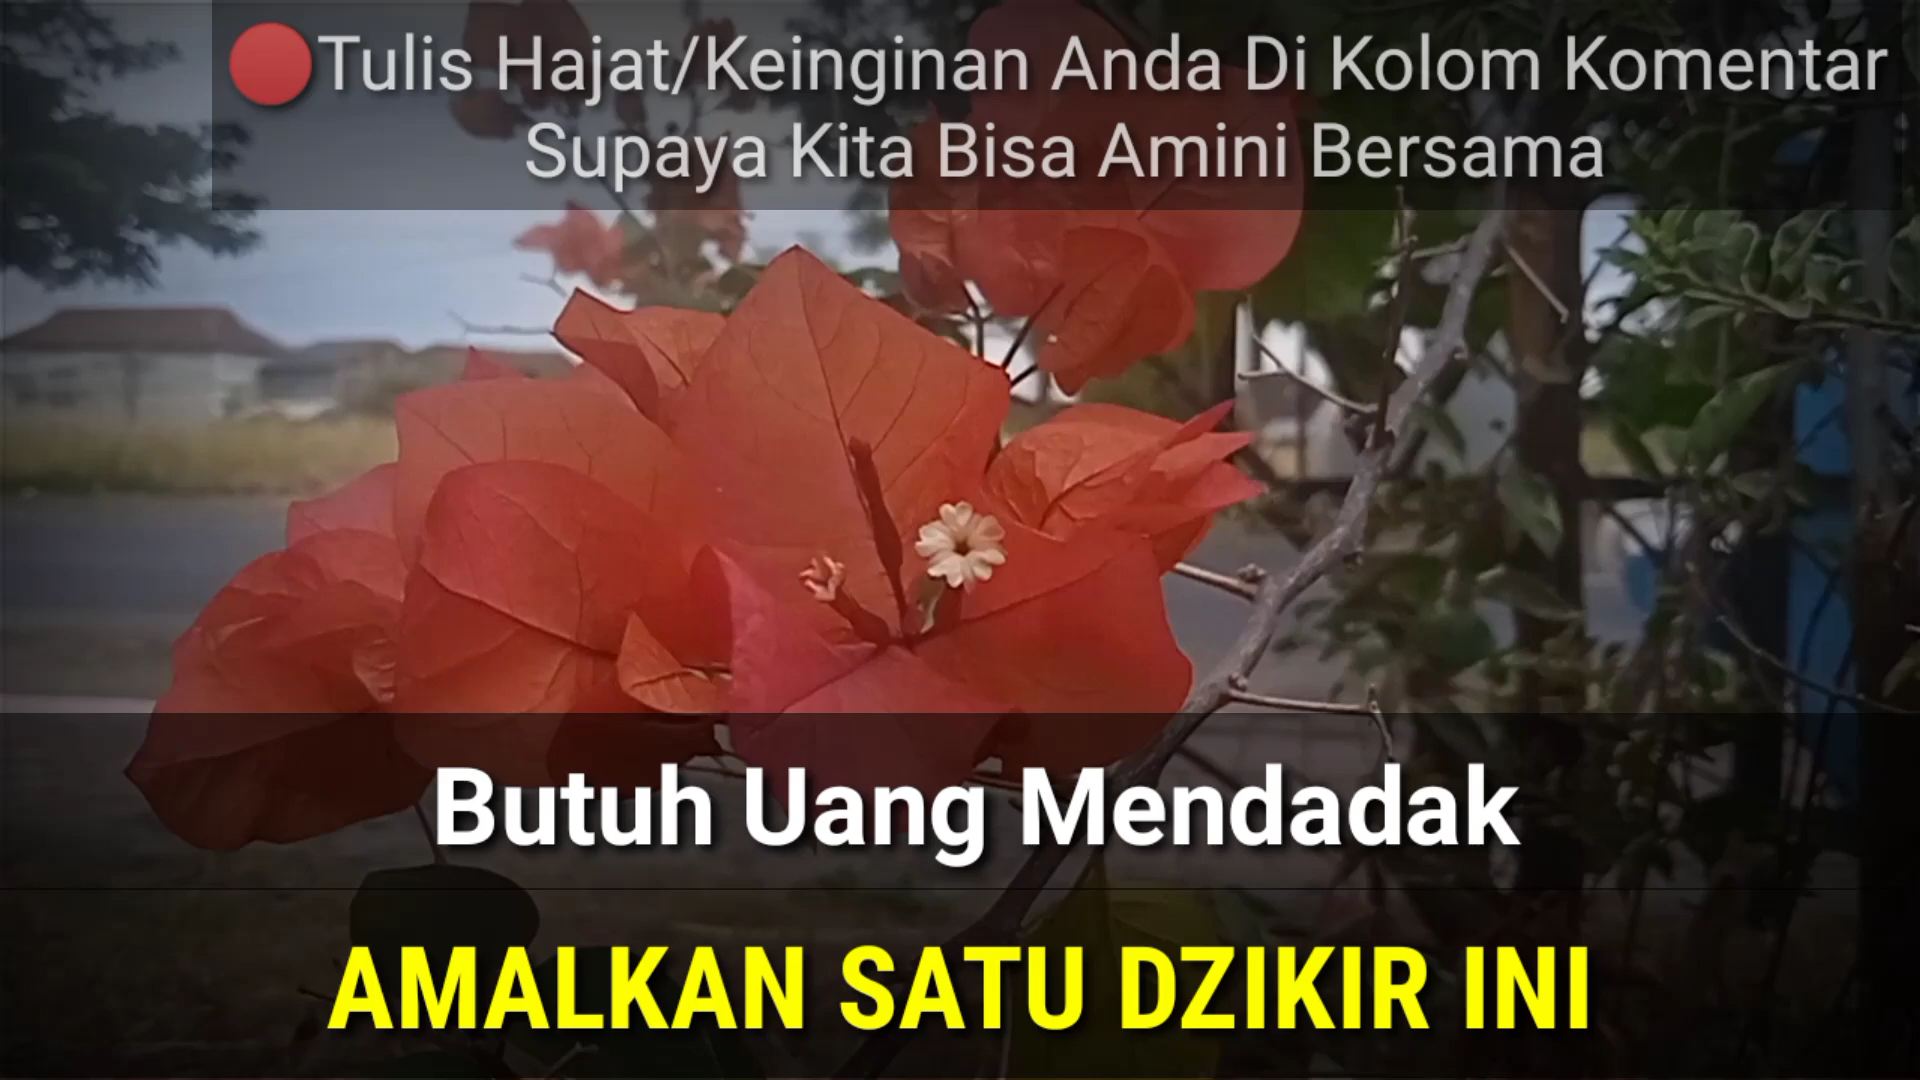 Tulis Hajat/Keinginan Anda Di Kolom Komentar
Supaya Kita Bisa Amini Bersama
Butuh Uang Mendadak
AMALKAN SATU DZIKIR INI